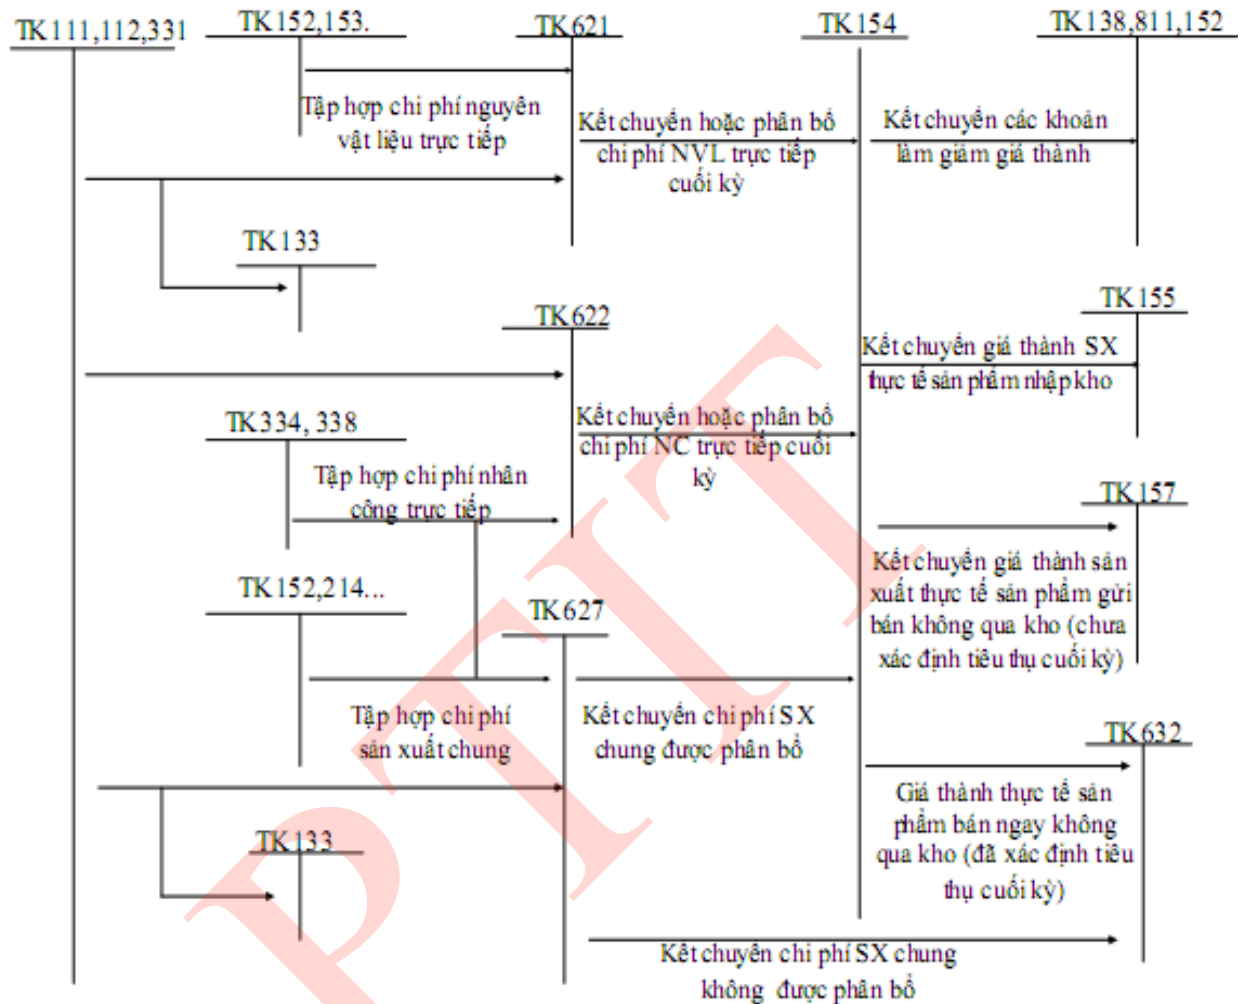 TK111,112,331
TK152,153.
TK621
TK154
TK138,811,152
Tập hợp chi phí nguyên
vật liệu trực tiếp
Kết chuyển hoặc phân bổ
chi phí NVL trực tiếp
cuối kỳ
Kết chuyển các khoản
làm giảm giá thành
TK133
TK622
TK155
Kết chuyển giá thành SX
thực tế sản phẩm nhập kho
TK334, 338
Kết chuyển hoặc phân bổ
chi phí NC trực tiếp cuối
kỳ
Tập hợp chi phí nhân
công trực tiếp
TK157
Kết chuyển giá thành sản
xuất thực tế sản phẩm gửi
bán không qua kho (chưa
xác định tiêu thụ cuối kỳ)
TK152,214...
TK627
Tập hợp chi phí
sản xuất chung
Kết chuyển chi phí SX
chung được phân bổ
TK632
Giá thành thực tế sản
phẩm bán ngay không
qua kho (đã xác định tiêu
thụ cuối kỳ)
TK133
Kết chuyên chi phí SX chung
không được phân bổ
PTIT